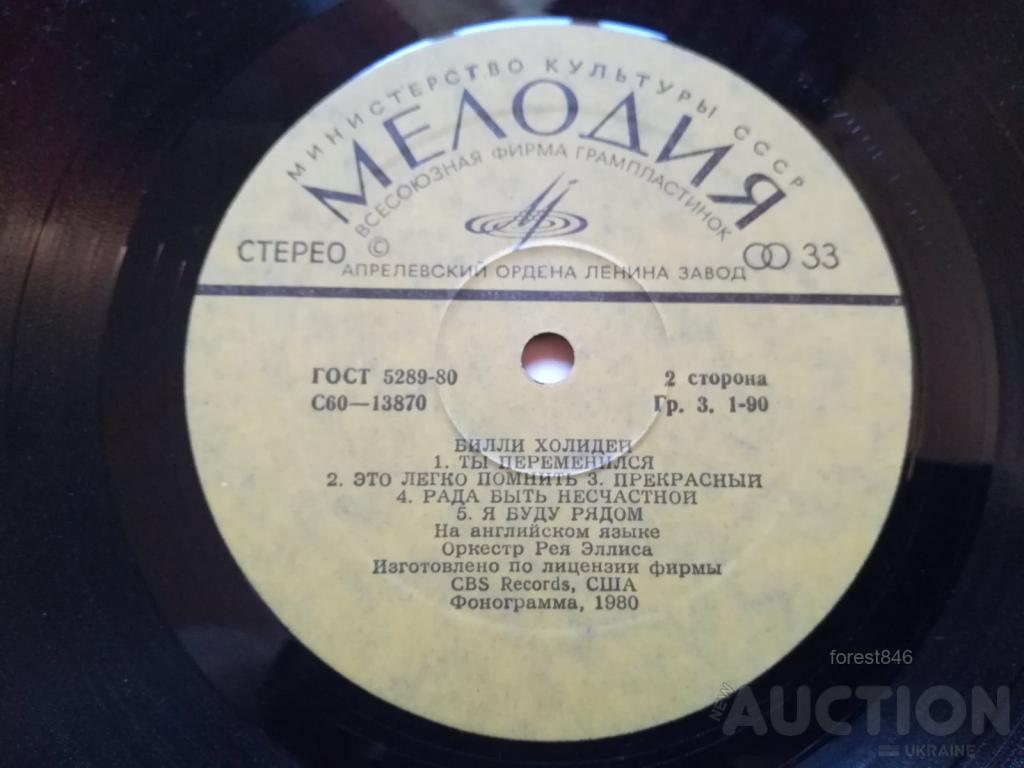 МИНИСТЕРСТВО КУЛЬТУРЫ СССР
МЕЛОДИЯ
ВСЕСОЮЗНАЯ ФИРМА ГРАМПЛАСТИНОК
СТЕРЕО © 33
АПРЕЛЕВСКИЙ ОРДЕНА ЛЕНИНА ЗАВОД
ГОСТ 5289-80 2 сторона
С60—13870 Гр. 3. 1-90
БИЛЛИ ХОЛИДЕЙ
1. ТЫ ПЕРЕМЕНИЛСЯ
2. ЭТО ЛЕГКО ПОМНИТЬ 3. ПРЕКРАСНЫЙ
4. РАДА БЫТЬ НЕСЧАСТНОЙ
5. Я БУДУ РЯДОМ
На английском языке
Оркестр Рея Эллиса
Изготовлено по лицензии фирмы
CBS Records, США
Фонограмма, 1980
forest846
NEW AUCTION
UKRAINE